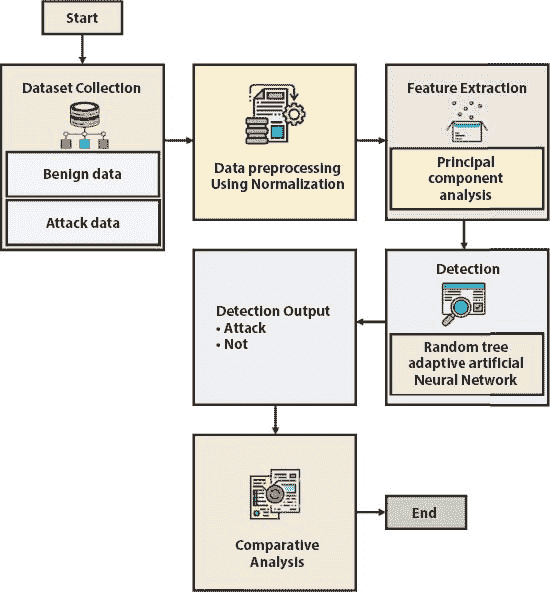 Start
Dataset Collection
Benign data
Attack data
Data preprocessing
Using Normalization
Feature Extraction
Principal
component
analysis
Detection
Random tree
adaptive artificial
Neural Network
Detection Output
• Attack
• Not
Comparative
Analysis
End